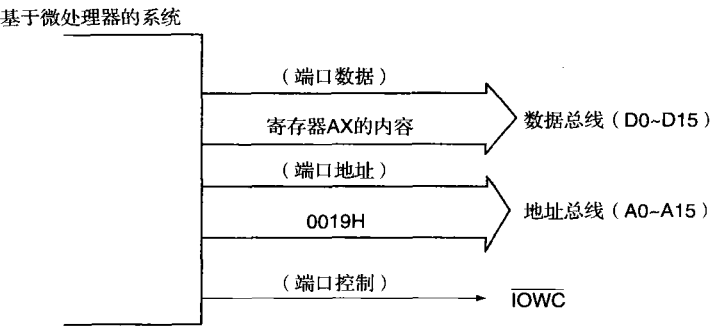 基于微处理器的系统
（端口数据）
寄存器AX的内容
数据总线（D0~D15）
（端口地址）
0019H
地址总线（A0~A15）
（端口控制）
IOWC